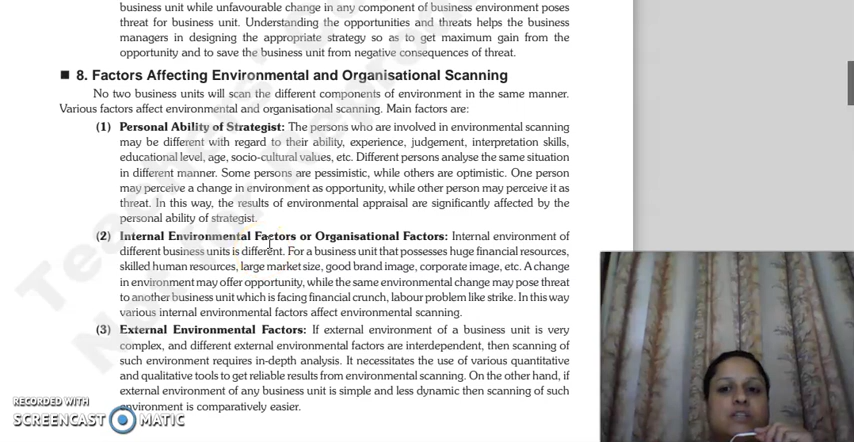 business unit while unfavourable change in any component of business environment poses
threat for business unit. Understanding the opportunities and threats helps the business
managers in designing the appropriate strategy so as to get maximum gain from the
opportunity and to save the business unit from negative consequences of threat.
■ 8. Factors Affecting Environmental and Organisational Scanning
No two business units will scan the different components of environment in the same manner.
Various factors affect environmental and organisational scanning. Main factors are:
(1) Personal Ability of Strategist: The persons who are involved in environmental scanning
may be different with regard to their ability, experience, judgement, interpretation skills,
educational level, age, socio-cultural values, etc. Different persons analyse the same situation
in different manner. Some persons are pessimistic, while others are optimistic. One person
may perceive a change in environment as opportunity, while other person may perceive it as
threat. In this way, the results of environmental appraisal are significantly affected by the
personal ability of strategist.
(2) Internal Environmental Factors or Organisational Factors: Internal environment of
different business units is different. For a business unit that possesses huge financial resources,
skilled human resources, large market size, good brand image, corporate image, etc. A change
in environment may offer opportunity, while the same environmental change may pose threat
to another business unit which is facing financial crunch, labour problem like strike. In this way
various internal environmental factors affect environmental scanning.
(3) External Environmental Factors: If external environment of a business unit is very
complex, and different external environmental factors are interdependent, then scanning of
such environment requires in-depth analysis. It necessitates the use of various quantitative
and qualitative tools to get reliable results from environmental scanning. On the other hand, if
external environment of any business unit is simple and less dynamic then scanning of such
environment is comparatively easier.
RECORDED WITH
SCREENCAST MATIC